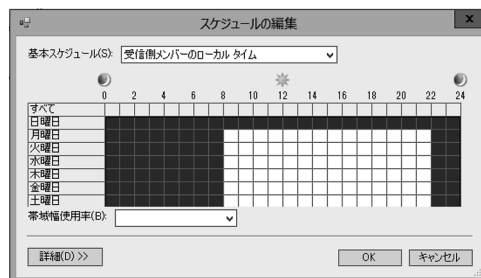 スケジュールの編集
x
基本スケジュール(S): 受信側メンバーのローカル タイム
0 2 4 6 8 10 12 14 16 18 20 22 24
すべて
日曜日
月曜日
火曜日
水曜日
木曜日
金曜日
土曜日
帯域幅使用率(B):
詳細(D) >>
OK キャンセル